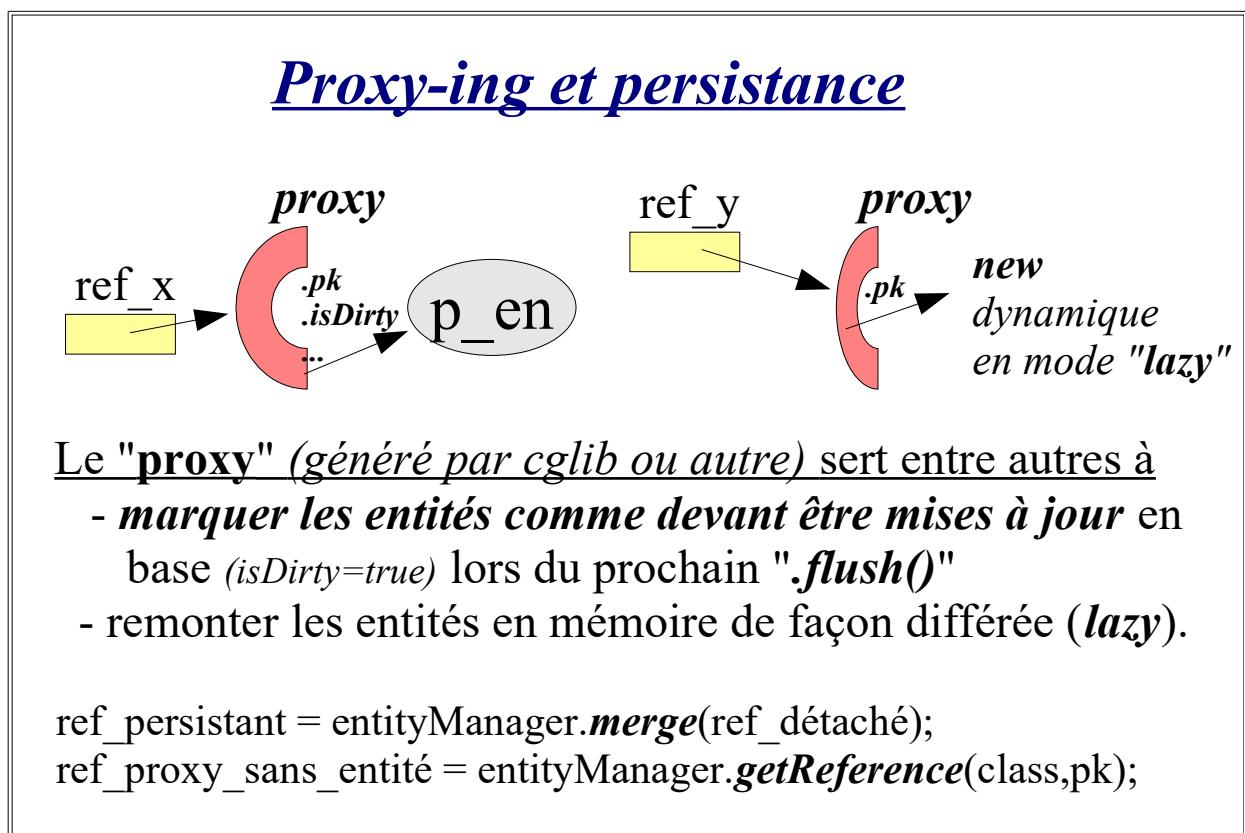 Proxy-ing et persistance
proxy
ref_x
.pk
.isDirty
...
p_en
ref_y
proxy
.pk
new
dynamique
en mode "lazy"
Le "proxy" (généré par cglib ou autre) sert entre autres à
- marquer les entités comme devant être mises à jour en
base (isDirty=true) lors du prochain ".flush()"
- remonter les entités en mémoire de façon différée (lazy).
ref_persistant = entityManager.merge(ref_détaché);
ref_proxy_sans_entité = entityManager.getReference(class,pk);